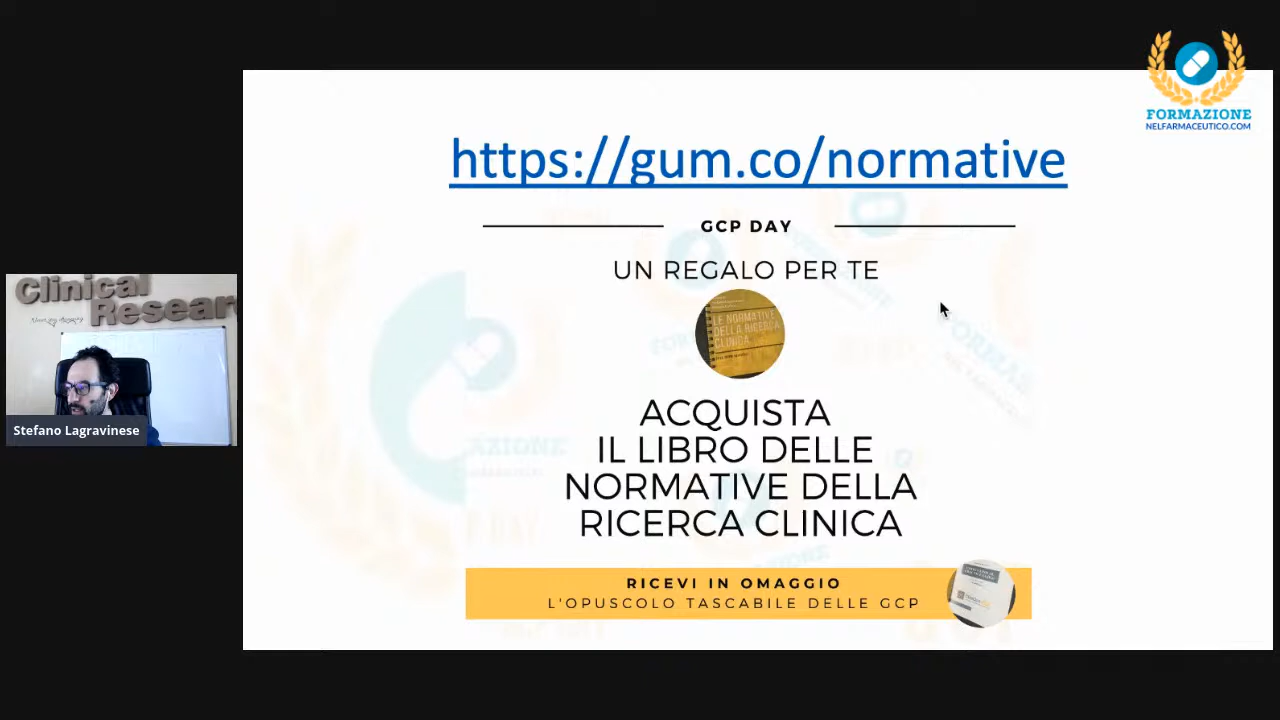 FORMAZIONE
NELFARMACEUTICO.COM
https://gum.co/normative
GCP DAY
UN REGALO PER TE
LE NORMATIVE
DELLA RICERCA
CLINICA
ACQUISTA
IL LIBRO DELLE
NORMATIVE DELLA
RICERCA CLINICA
RICEVI IN OMAGGIO
L'OPUSCOLO TASCABILE DELLE GCP
Clinical
Research
Stefano Lagravinese